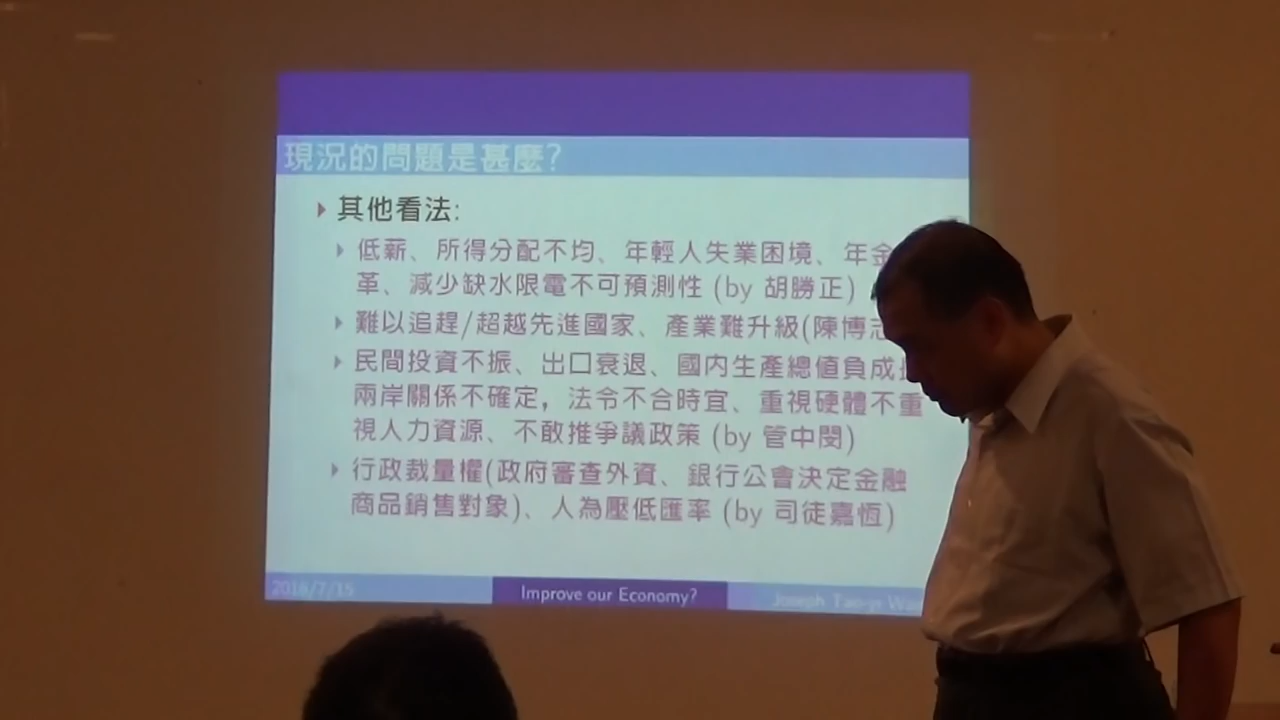 現況的問題是甚麼?
其他看法:
低薪、所得分配不均、年輕人失業困境、年金
革、減少缺水限電不可預測性 (by 胡勝正)
難以追趕/超越先進國家、產業難升級(陳博志
民間投資不振、出口衰退、國內生產總值負成
兩岸關係不確定，法令不合時宜、重視硬體不重
視人力資源、不敢推爭議政策 (by 管中閔)
行政裁量權(政府審查外資、銀行公會決定金融
商品銷售對象)、人為壓低匯率 (by 司徒嘉恆)
2016/7/15
Improve our Economy?
Joseph Tao-yi